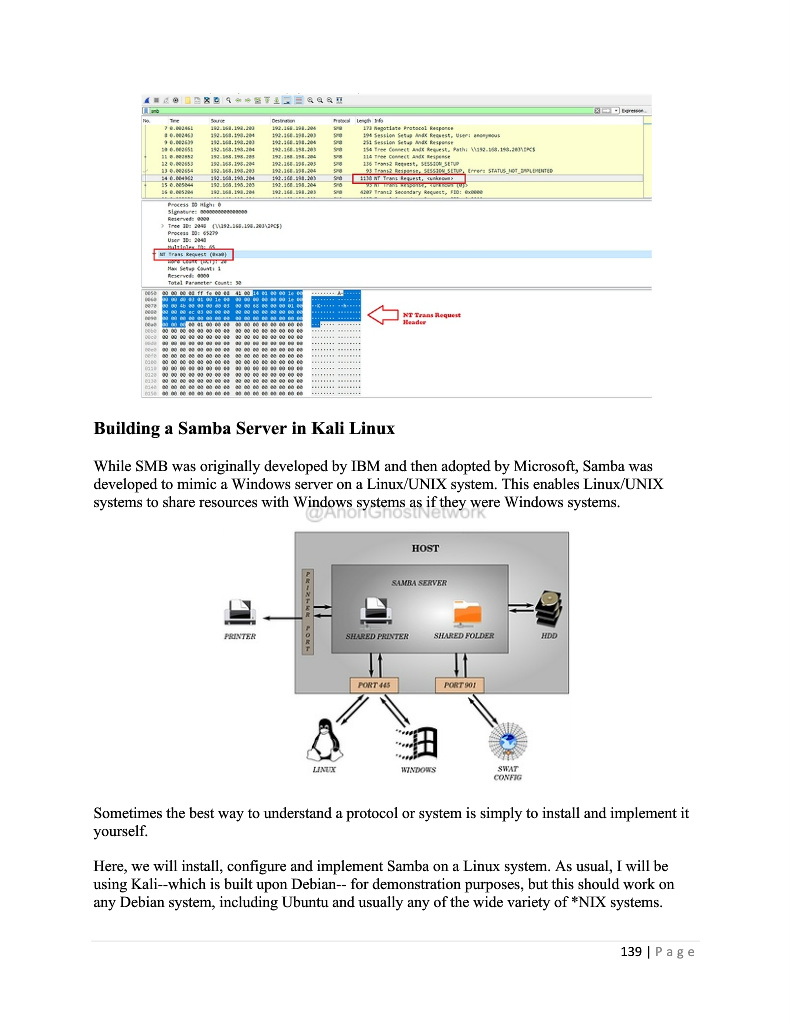 smb
Expression...
No.
Time
Source
Destination
Protocol
Length
Info
7 0.002461 192.168.198.203 192.168.198.204 SMB 173 Negotiate Protocol Response
8 0.002463 192.168.198.204 192.168.198.203 SMB 194 Session Setup AndX Request, User: anonymous
9 0.002639 192.168.198.203 192.168.198.204 SMB 251 Session Setup AndX Response
10 0.002651 192.168.198.204 192.168.198.203 SMB 154 Tree Connect AndX Request, Path: \\192.168.198.203\IPC$
11 0.002652 192.168.198.203 192.168.198.204 SMB 114 Tree Connect AndX Response
12 0.002653 192.168.198.204 192.168.198.203 SMB 136 Trans2 Request, SESSION_SETUP
13 0.002654 192.168.198.203 192.168.198.204 SMB 93 Trans2 Response, SESSION_SETUP, Error: STATUS_NOT_IMPLEMENTED
14 0.004962 192.168.198.204 192.168.198.203 SMB 1138 NT Trans Request, <unknown>
15 0.005044 192.168.198.203 192.168.198.204 SMB 93 NT Trans Response, <unknown (0)>
16 0.005204 192.168.198.204 192.168.198.203 SMB 4207 Trans2 Secondary Request, FID: 0x0000
Process ID High: 0
Signature: 0000000000000000
Reserved: 0000
Tree ID: 2048 (\\192.168.198.203\IPC$)
Process ID: 65279
User ID: 2048
Multiplex ID: 65
NT Trans Request (0xa0)
Max Setup Count: 1
Reserved: 0000
Total Parameter Count: 30
NT Trans Request
Header
Building a Samba Server in Kali Linux
While SMB was originally developed by IBM and then adopted by Microsoft, Samba was
developed to mimic a Windows server on a Linux/UNIX system. This enables Linux/UNIX
systems to share resources with Windows systems as if they were Windows systems.
@AnonGhostNetwork
HOST
SAMBA SERVER
PRINTER PORT
PRINTER
SHARED PRINTER
SHARED FOLDER
HDD
PORT 445
PORT 901
LINUX
WINDOWS
SWAT
CONFIG
Sometimes the best way to understand a protocol or system is simply to install and implement it
yourself.
Here, we will install, configure and implement Samba on a Linux system. As usual, I will be
using Kali--which is built upon Debian-- for demonstration purposes, but this should work on
any Debian system, including Ubuntu and usually any of the wide variety of *NIX systems.
139 | Page